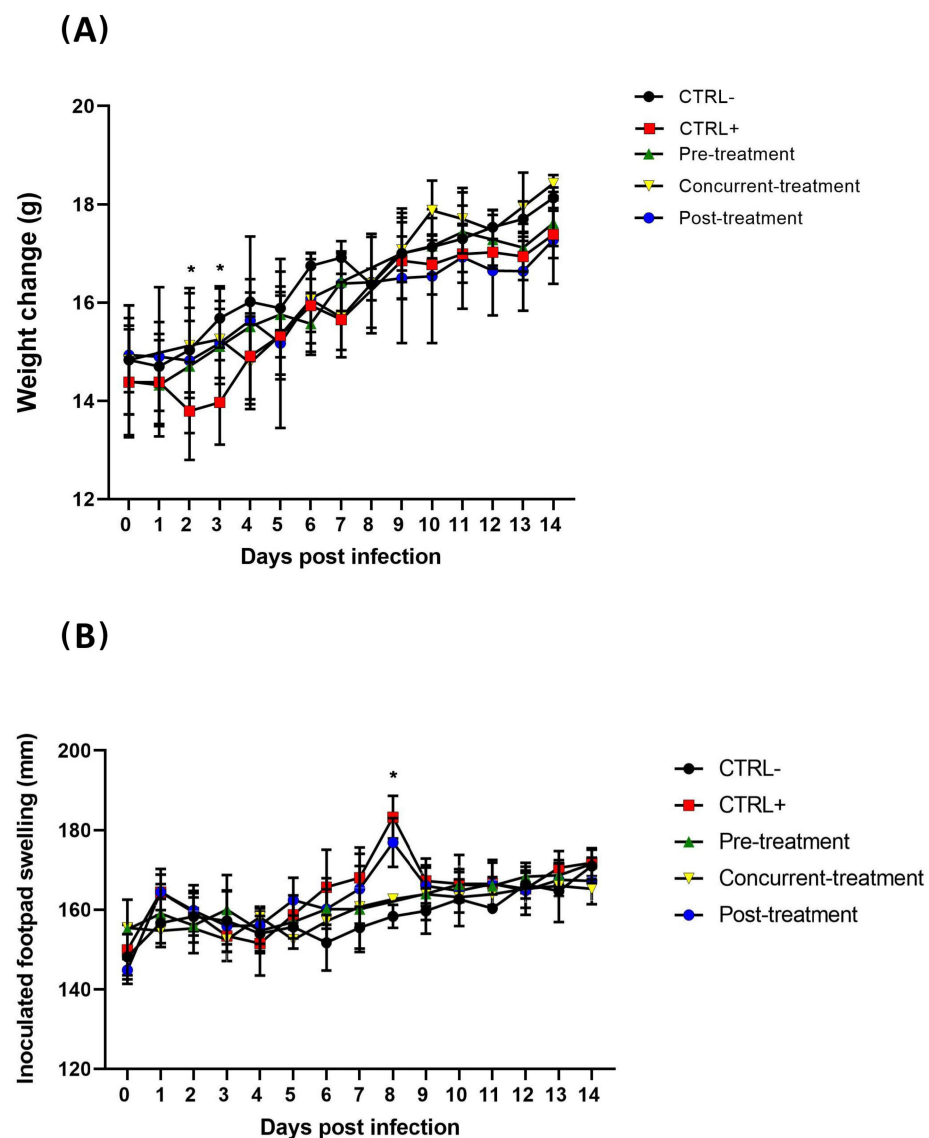 (A)
Weight change (g)
20
18
16
14
12
* *
0 1 2 3 4 5 6 7 8 9 10 11 12 13 14
Days post infection
CTRL-
CTRL+
Pre-treatment
Concurrent-treatment
Post-treatment
(B)
Inoculated footpad swelling (mm)
200
180
160
140
120
*
0 1 2 3 4 5 6 7 8 9 10 11 12 13 14
Days post infection
CTRL-
CTRL+
Pre-treatment
Concurrent-treatment
Post-treatment